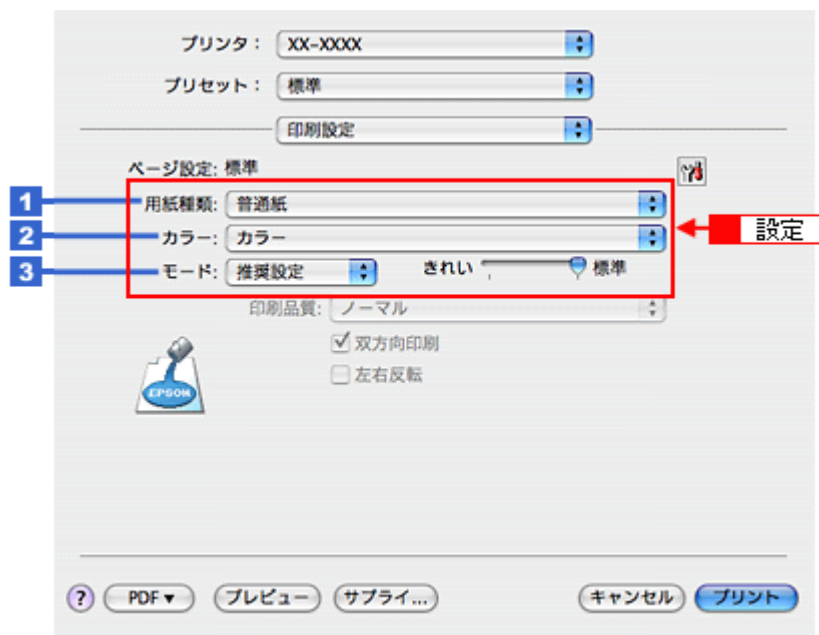 プリンタ： XX-XXXX
プリセット： 標準
印刷設定
ページ設定: 標準
1 用紙種類: 普通紙
設定
2 カラー: カラー
3 モード: 推奨設定 きれい 標準
印刷品質: ノーマル
双方向印刷
左右反転
EPSON
? PDF▼ プレビュー サプライ... キャンセル プリント